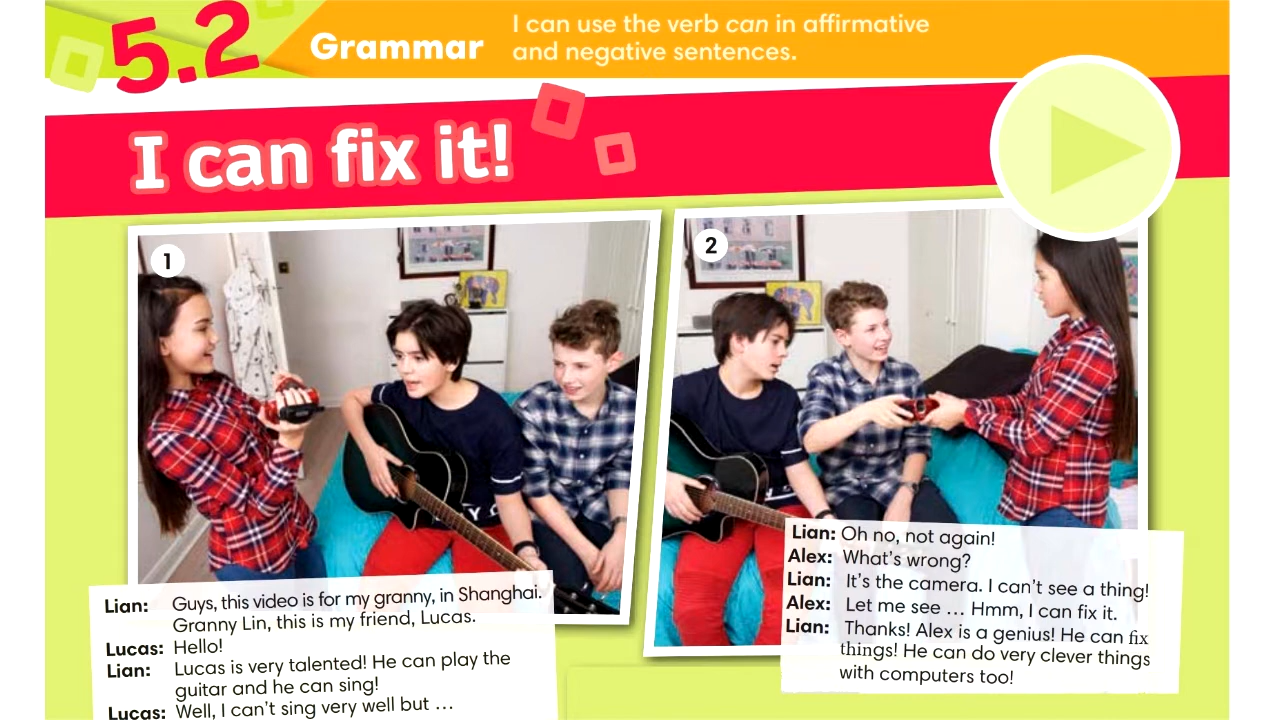 5.2
Grammar
I can use the verb can in affirmative
and negative sentences.
I can fix it!
1
2
Lian: Guys, this video is for my granny, in Shanghai.
Granny Lin, this is my friend, Lucas.
Lucas: Hello!
Lian: Lucas is very talented! He can play the
guitar and he can sing!
Lucas: Well, I can't sing very well but …
Lian: Oh no, not again!
Alex: What's wrong?
Lian: It's the camera. I can't see a thing!
Alex: Let me see … Hmm, I can fix it.
Lian: Thanks! Alex is a genius! He can fix
things! He can do very clever things
with computers too!